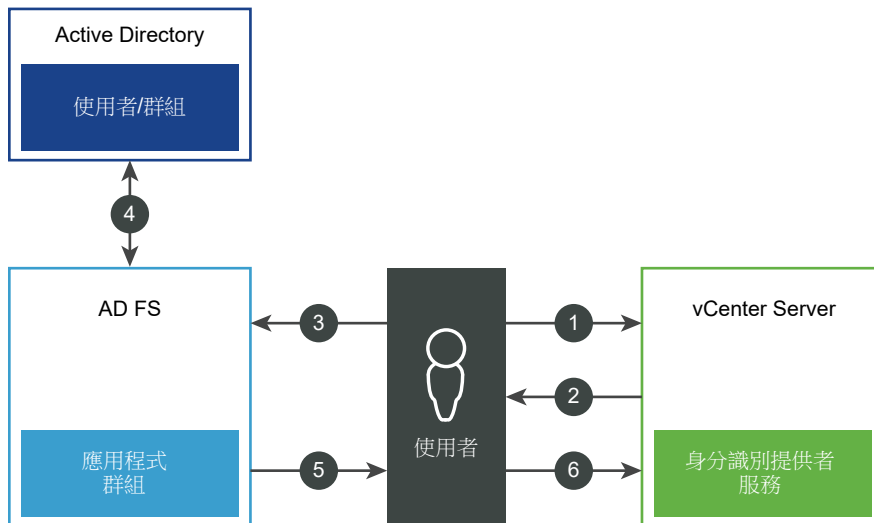 Active Directory
使用者/群組
4
AD FS
3
1
vCenter Server
2
使用者
應用程式
群組
5
6
身分識別提供者
服務